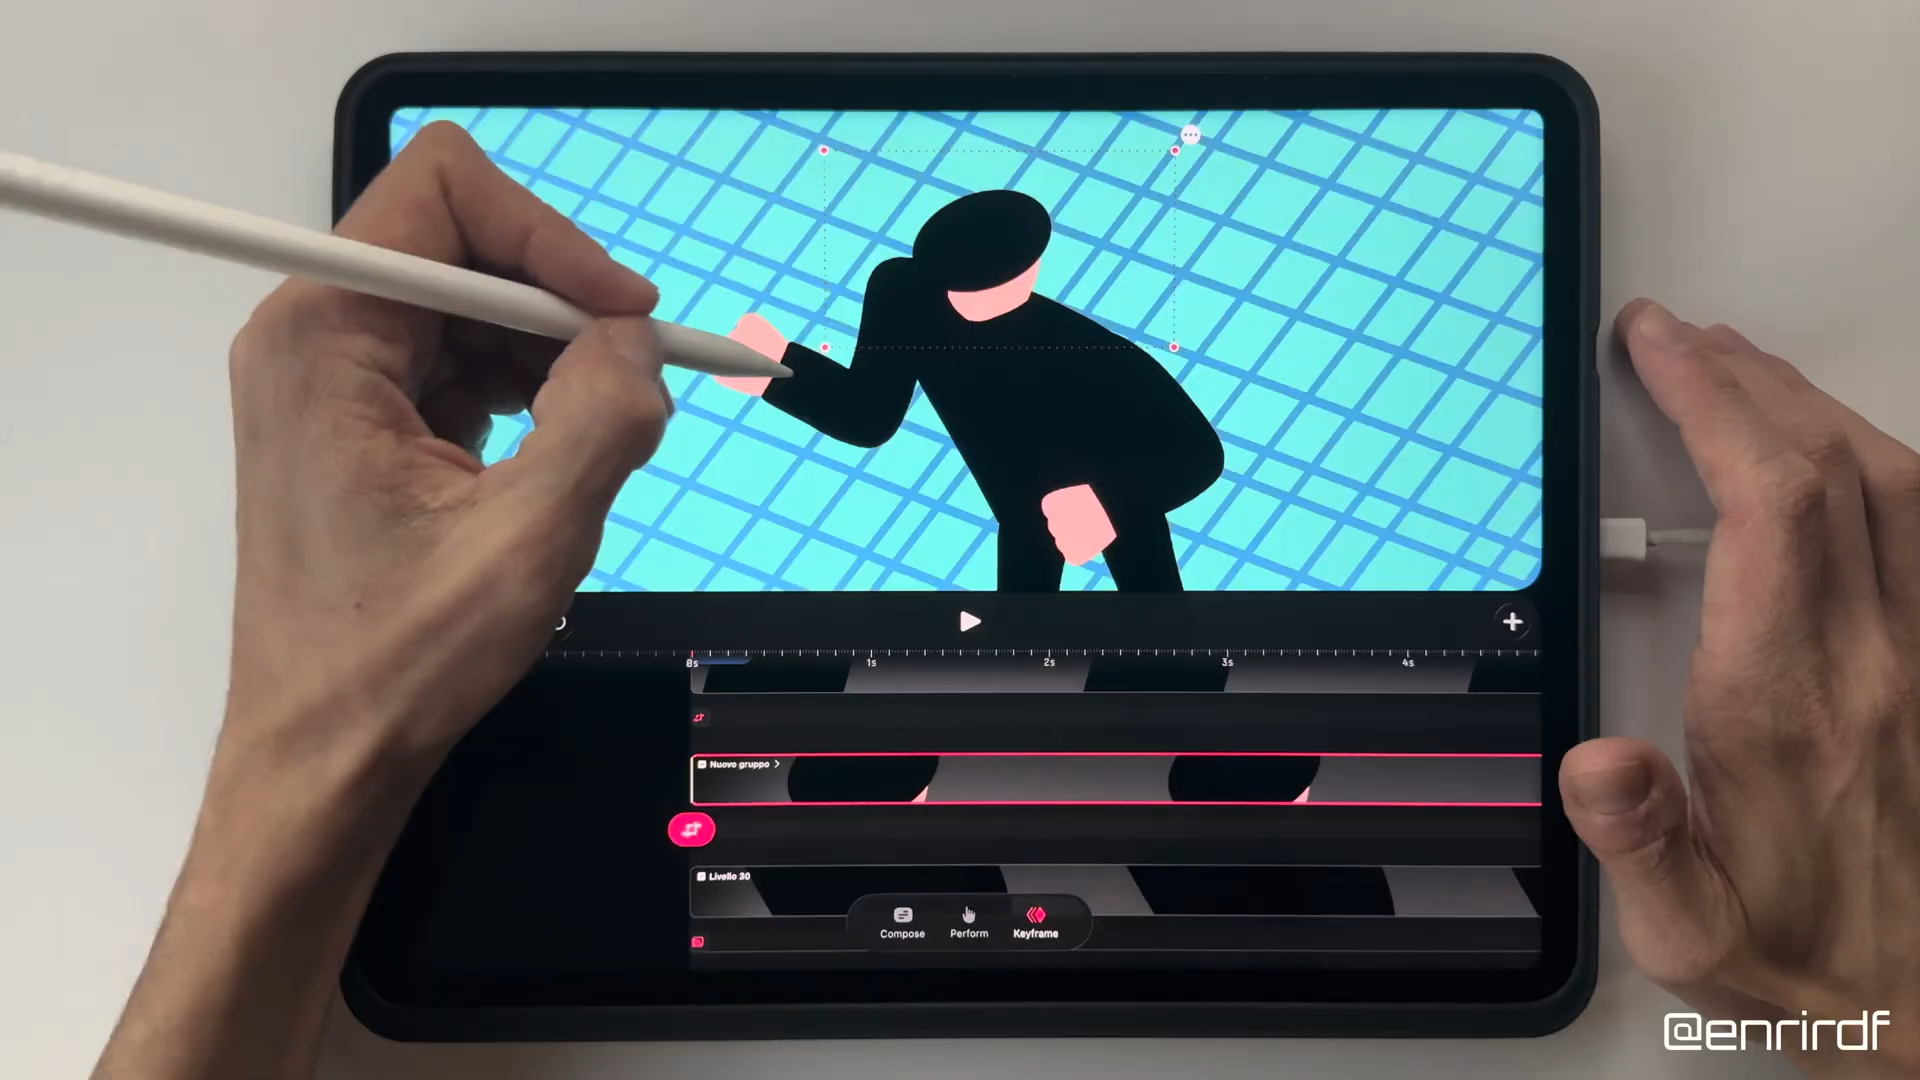 0s 1s 2s 3s 4s
Nuovo gruppo >
Livello 30
Compose Perform Keyframe
@enrirdf